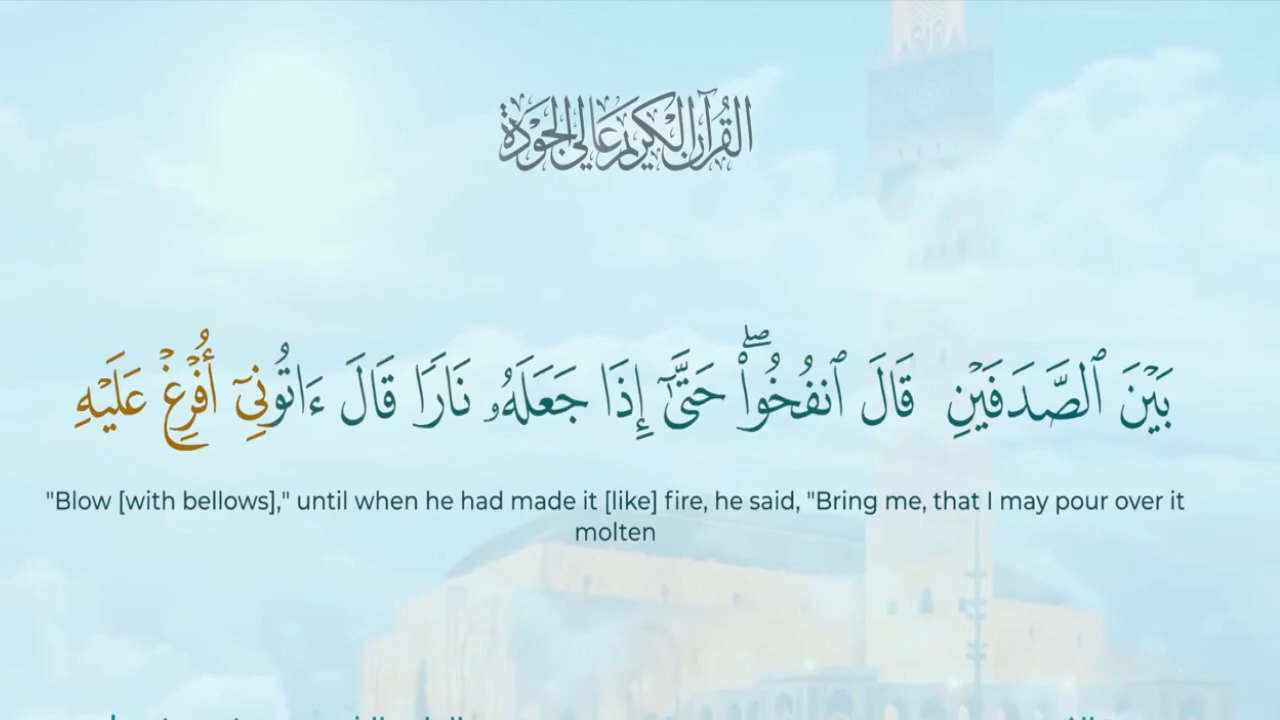 القرآن الكريم عالي الجودة
بَيْنَ ٱلصَّدَفَيْنِ قَالَ ٱنفُخُوا۟ ۖ حَتَّىٰٓ إِذَا جَعَلَهُۥ نَارًا قَالَ ءَاتُونِىٓ أُفْرِغْ عَلَيْهِ
"Blow [with bellows]," until when he had made it [like] fire, he said, "Bring me, that I may pour over it
molten